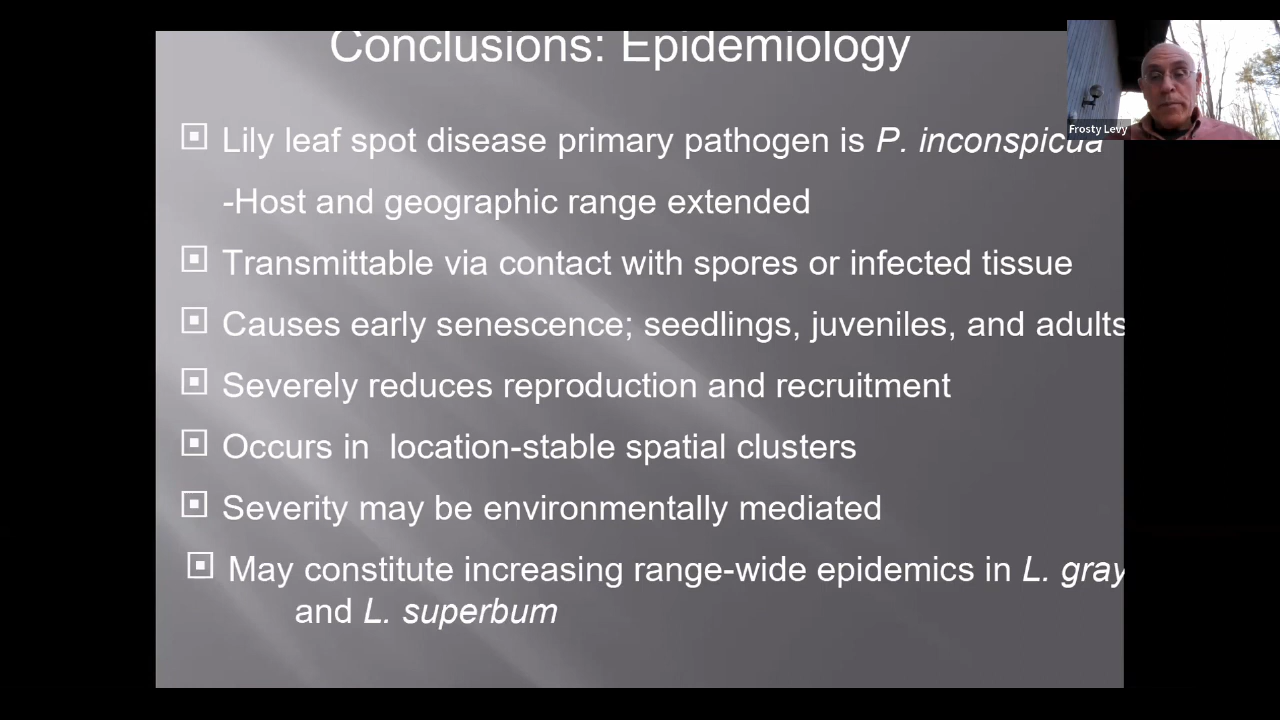 Conclusions: Epidemiology
Frosty Levy
Lily leaf spot disease primary pathogen is P. inconspicua
-Host and geographic range extended
Transmittable via contact with spores or infected tissue
Causes early senescence; seedlings, juveniles, and adults
Severely reduces reproduction and recruitment
Occurs in  location-stable spatial clusters
Severity may be environmentally mediated
May constitute increasing range-wide epidemics in L. gray
and L. superbum